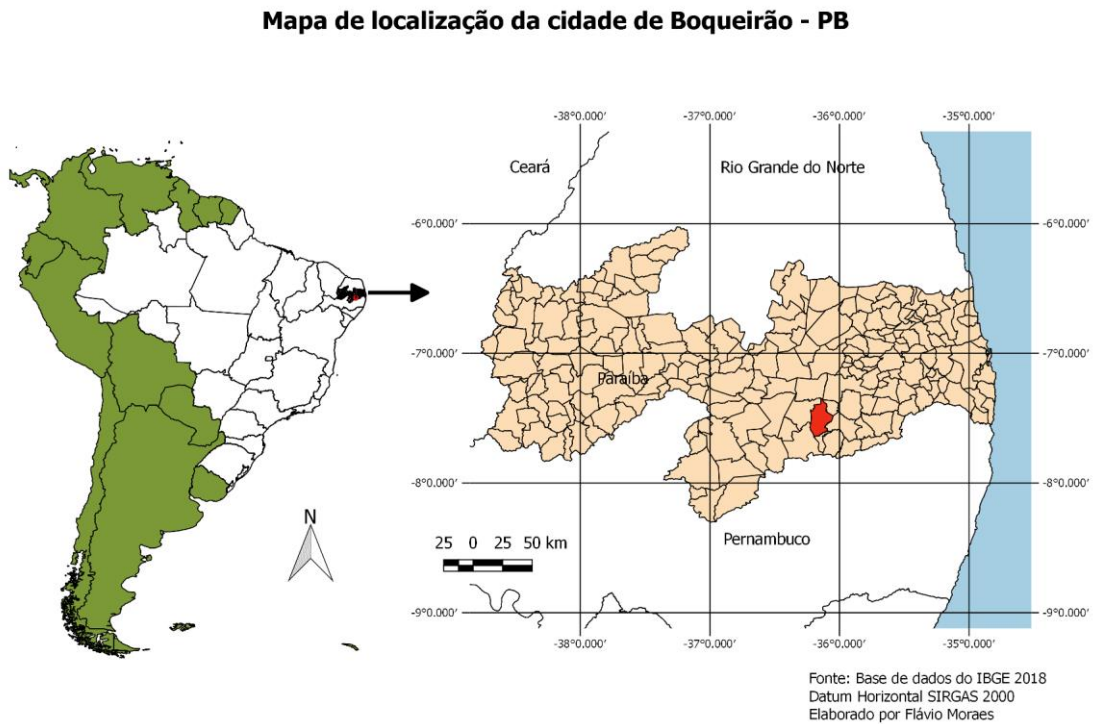 Mapa de localização da cidade de Boqueirão - PB
-38°0.000' -37°0.000' -36°0.000' -35°0.000'
Ceará Rio Grande do Norte
-6°0.000' -6°0.000'
-7°0.000' -7°0.000'
Paraíba
-8°0.000' -8°0.000'
N
Pernambuco
25 0 25 50 km
-9°0.000' -9°0.000'
-38°0.000' -37°0.000' -36°0.000' -35°0.000'
Fonte: Base de dados do IBGE 2018
Datum Horizontal SIRGAS 2000
Elaborado por Flávio Moraes